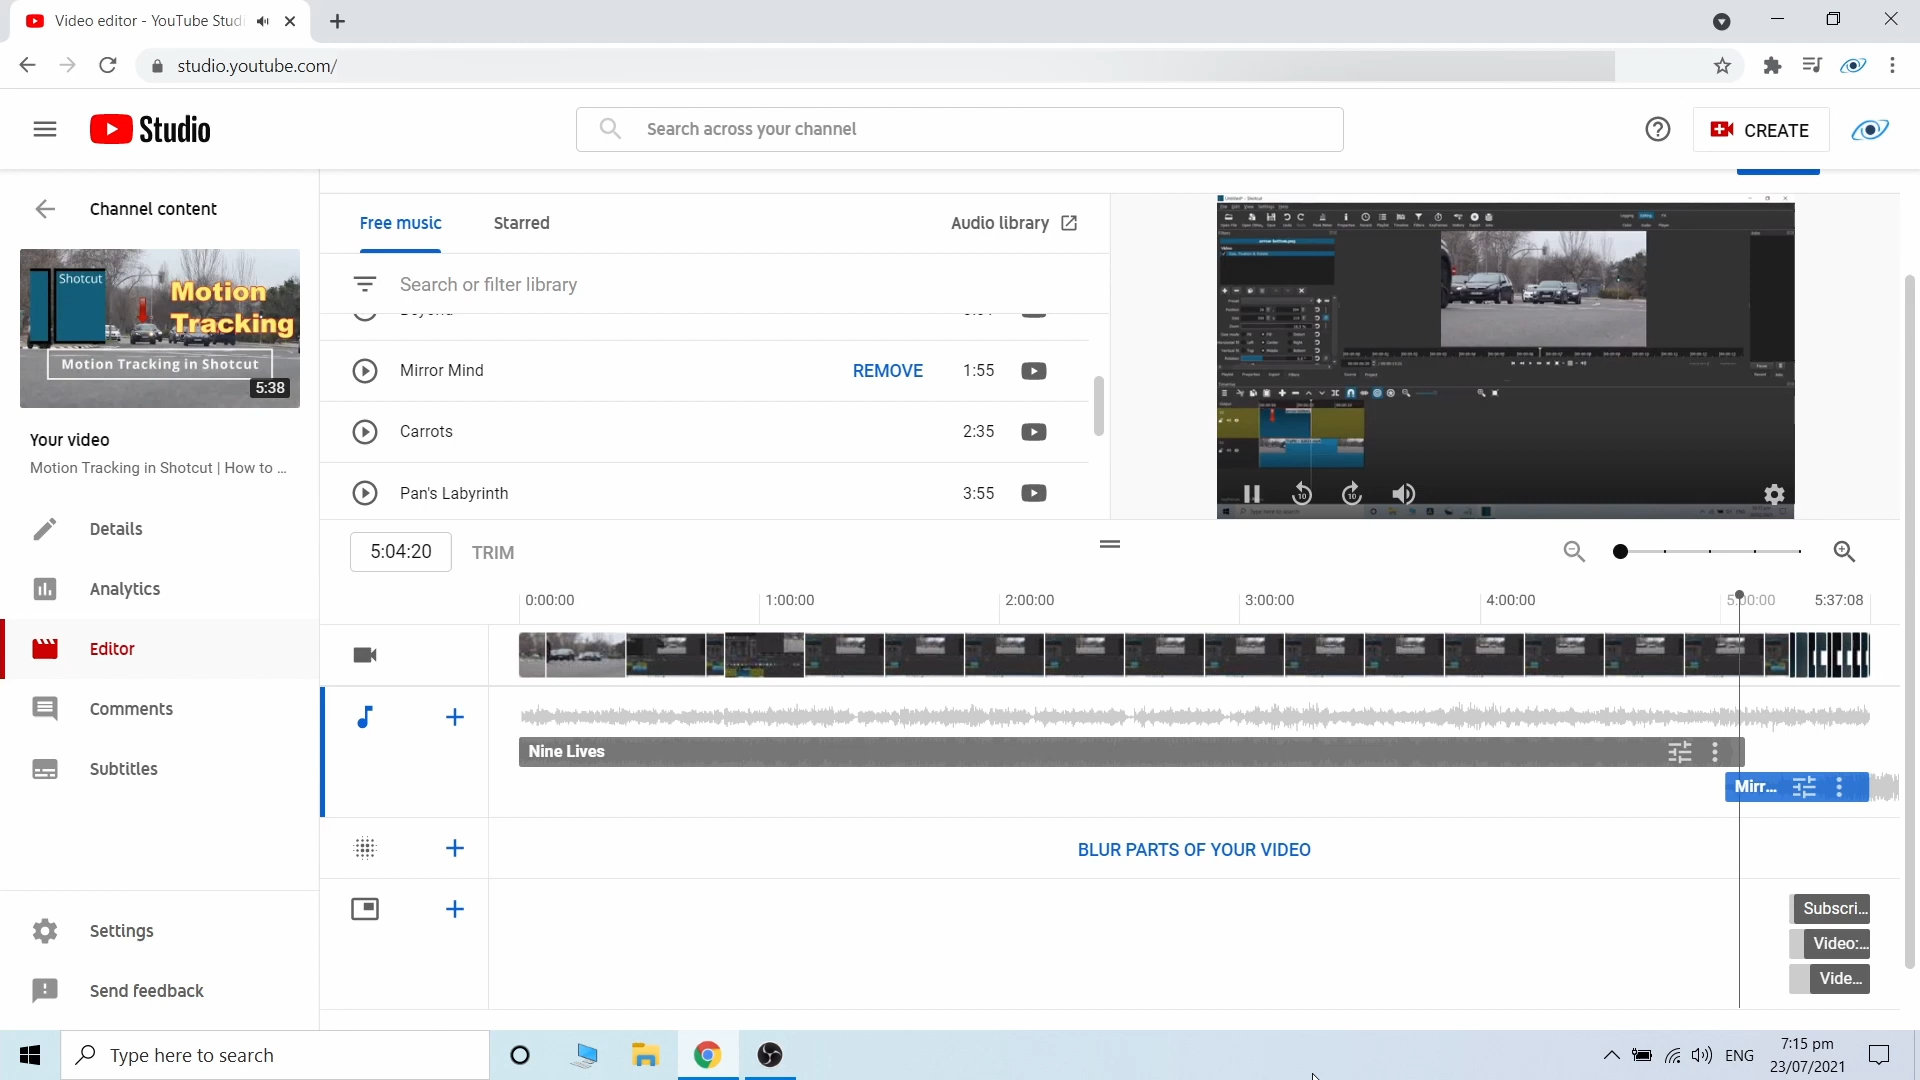 Video editor - YouTube Studi
studio.youtube.com/
Studio
Search across your channel
CREATE
Channel content
Shotcut
Motion
Tracking
Motion Tracking in Shotcut
5:38
Your video
Motion Tracking in Shotcut | How to ...
Details
Analytics
Editor
Comments
Subtitles
Settings
Send feedback
Free music
Starred
Audio library
Search or filter library
Mirror Mind
REMOVE
1:55
Carrots
2:35
Pan's Labyrinth
3:55
10
10
5:04:20
TRIM
0:00:00
1:00:00
2:00:00
3:00:00
4:00:00
5:00:00
5:37:08
Nine Lives
Mirr...
BLUR PARTS OF YOUR VIDEO
Subscri...
Video:...
Vide...
Type here to search
ENG
7:15 pm
23/07/2021